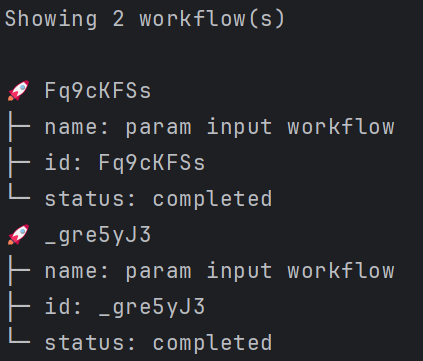 Showing 2 workflow(s)
🚀 Fq9cKFSs
├─ name: param input workflow
├─ id: Fq9cKFSs
└─ status: completed
🚀 _gre5yJ3
├─ name: param input workflow
├─ id: _gre5yJ3
└─ status: completed